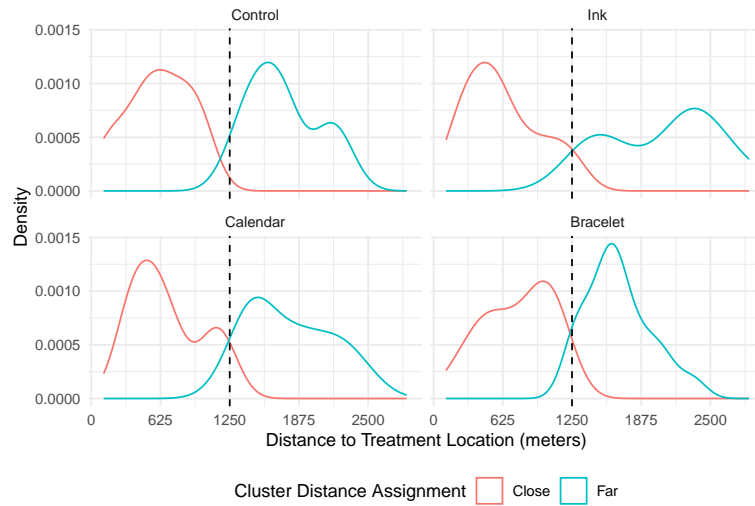 Control Ink
0.0015
0.0010
0.0005
0.0000
Calendar Bracelet
0.0015
0.0010
0.0005
0.0000
0 625 1250 1875 2500 0 625 1250 1875 2500
Distance to Treatment Location (meters)
Density
Cluster Distance Assignment Close Far